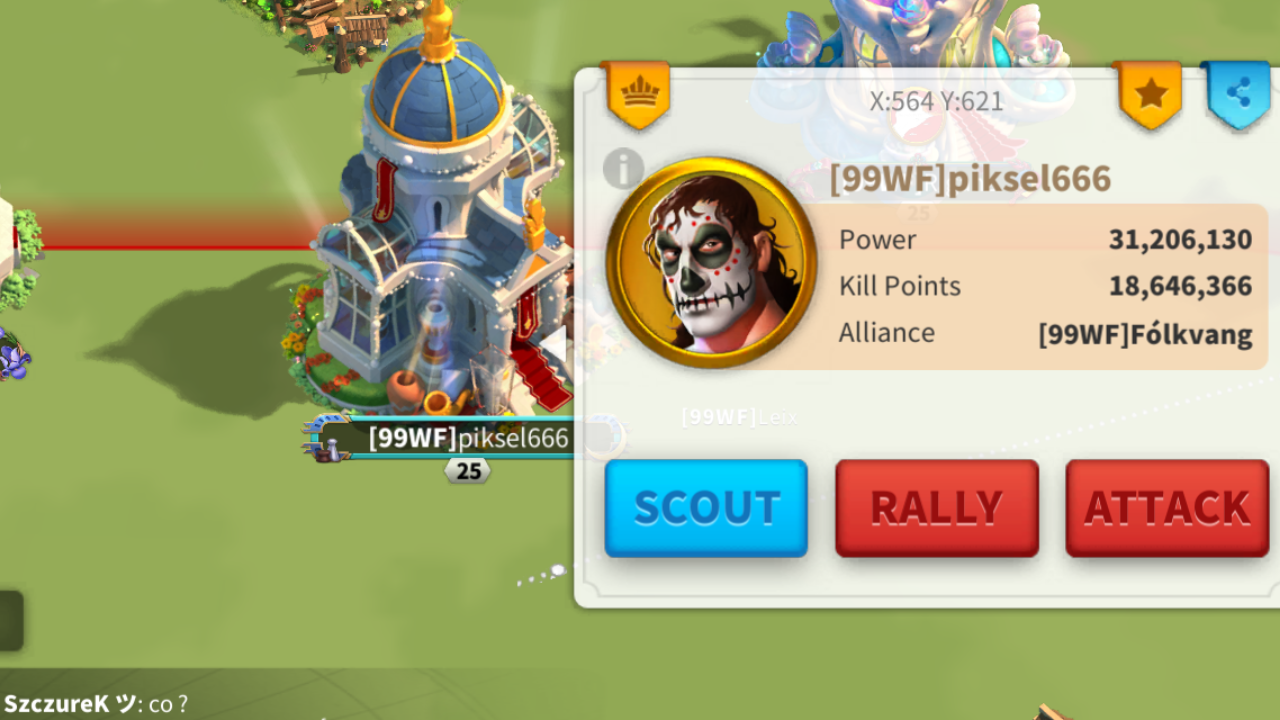 X:564 Y:621
[99WF]piksel666
25
Power 31,206,130
Kill Points 18,646,366
Alliance [99WF]Fólkvang
[99WF]Leix
[99WF]piksel666
25
SCOUT RALLY ATTACK
SzczureK ツ: co ?